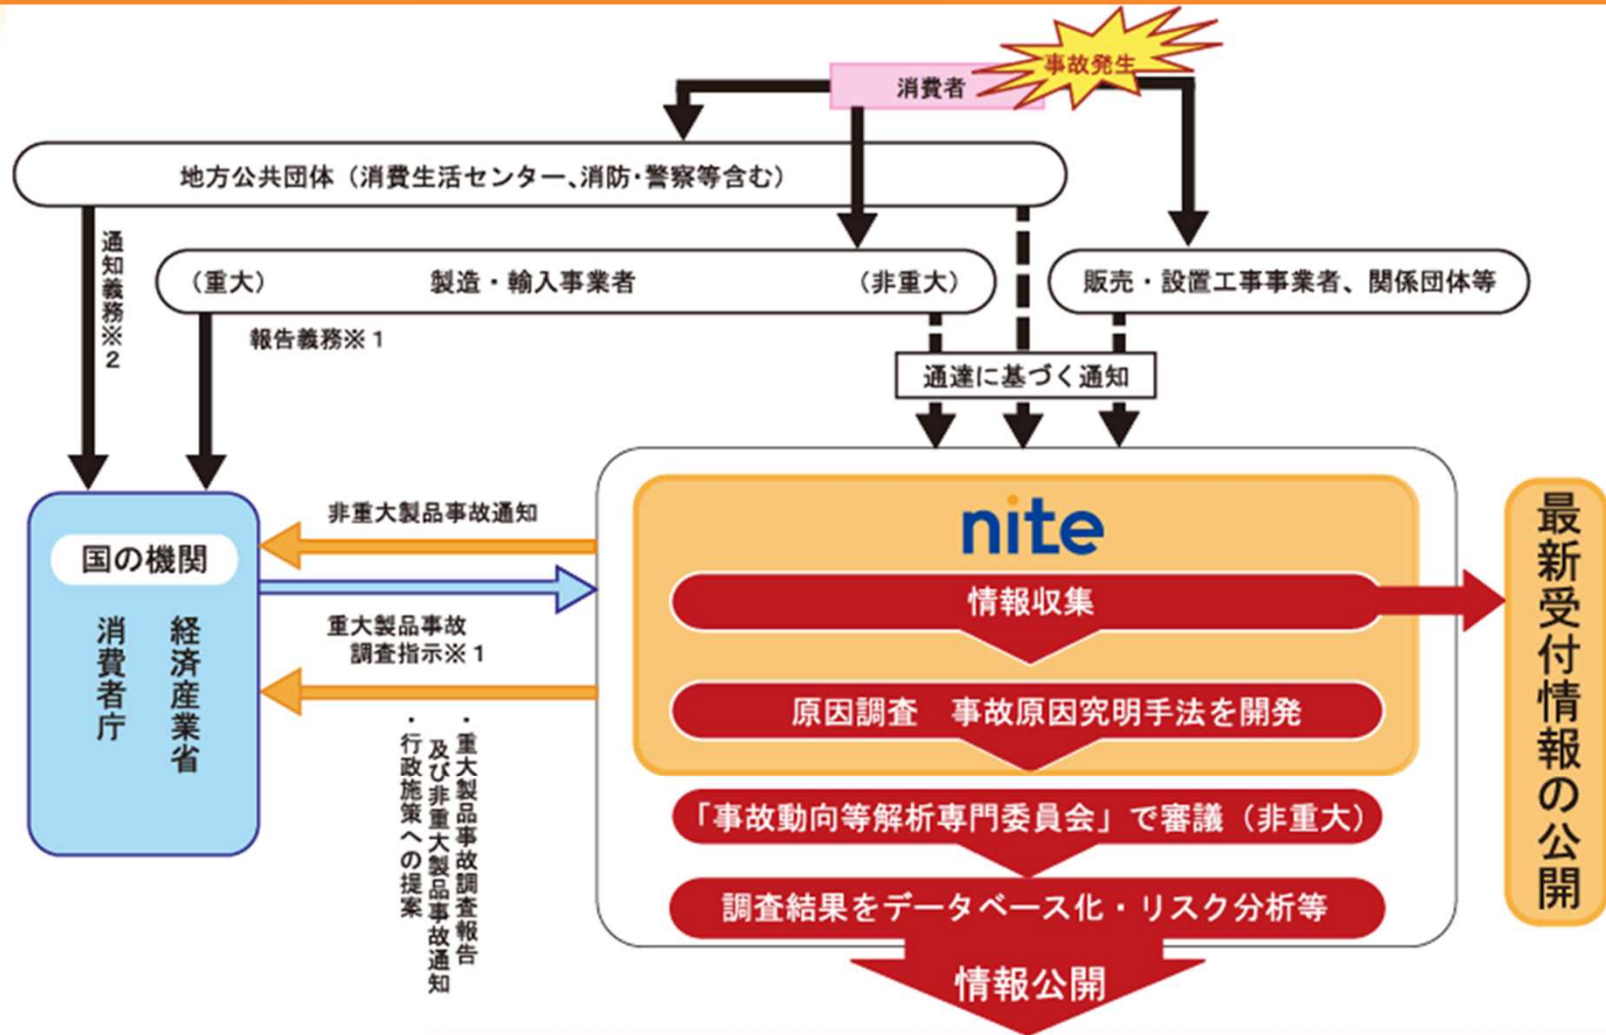 事故発生
消費者
地方公共団体（消費生活センター、消防・警察等含む）
通知義務※2
（重大）　製造・輸入事業者　（非重大）
販売・設置工事事業者、関係団体等
報告義務※1
通達に基づく通知
国の機関
経済産業省
消費者庁
非重大製品事故通知
重大製品事故
調査指示※1
・重大製品事故調査報告
及び非重大製品事故通知
・行政施策への提案
nite
情報収集
原因調査　事故原因究明手法を開発
「事故動向等解析専門委員会」で審議（非重大）
調査結果をデータベース化・リスク分析等
情報公開
最新受付情報の公開